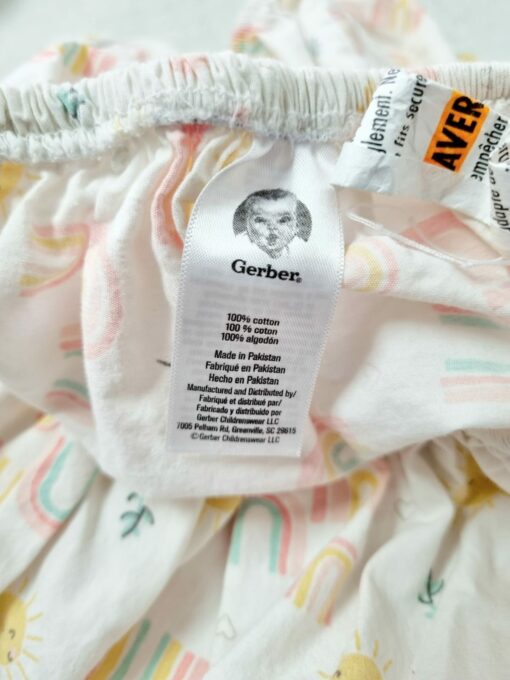 Gerber®
100% cotton
100 % coton
100% algodón
Made in Pakistan
Fabriqué en Pakistan
Hecho en Pakistan
Manufactured and Distributed by/
Fabriqué et distribué par/
Fabricado y distribuido por
Gerber Childrenswear LLC
7005 Pelham Rd, Greenville, SC 29615
©Gerber Childrenswear LLC
element. Ne
fits secure
AVER
empêcher